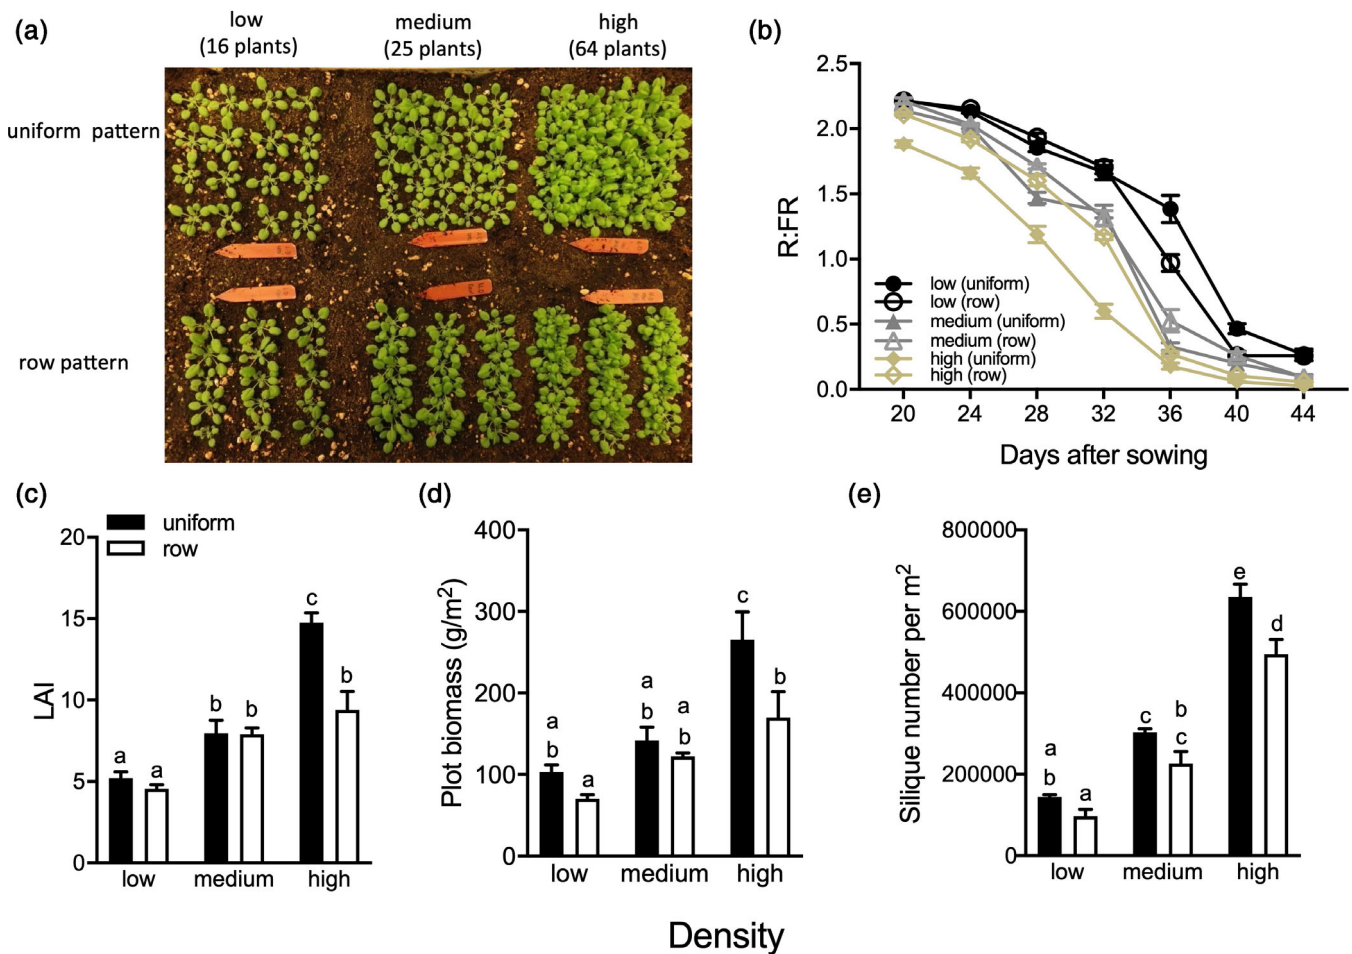 (a)
low
(16 plants)
medium
(25 plants)
high
(64 plants)
uniform pattern
row pattern
(b)
2.5
2.0
1.5
1.0
0.5
0.0
R:FR
low (uniform)
low (row)
medium (uniform)
medium (row)
high (uniform)
high (row)
20 24 28 32 36 40 44
Days after sowing
(c)
uniform
row
20
15
10
5
0
LAI
a a b b c b
low medium high
(d)
400
300
200
100
0
Plot biomass (g/m²)
a
b
a
a
b
a
b
c
b
low medium high
(e)
800000
600000
400000
200000
0
Silique number per m²
a
b
a
c
b
c
e
d
low medium high
Density